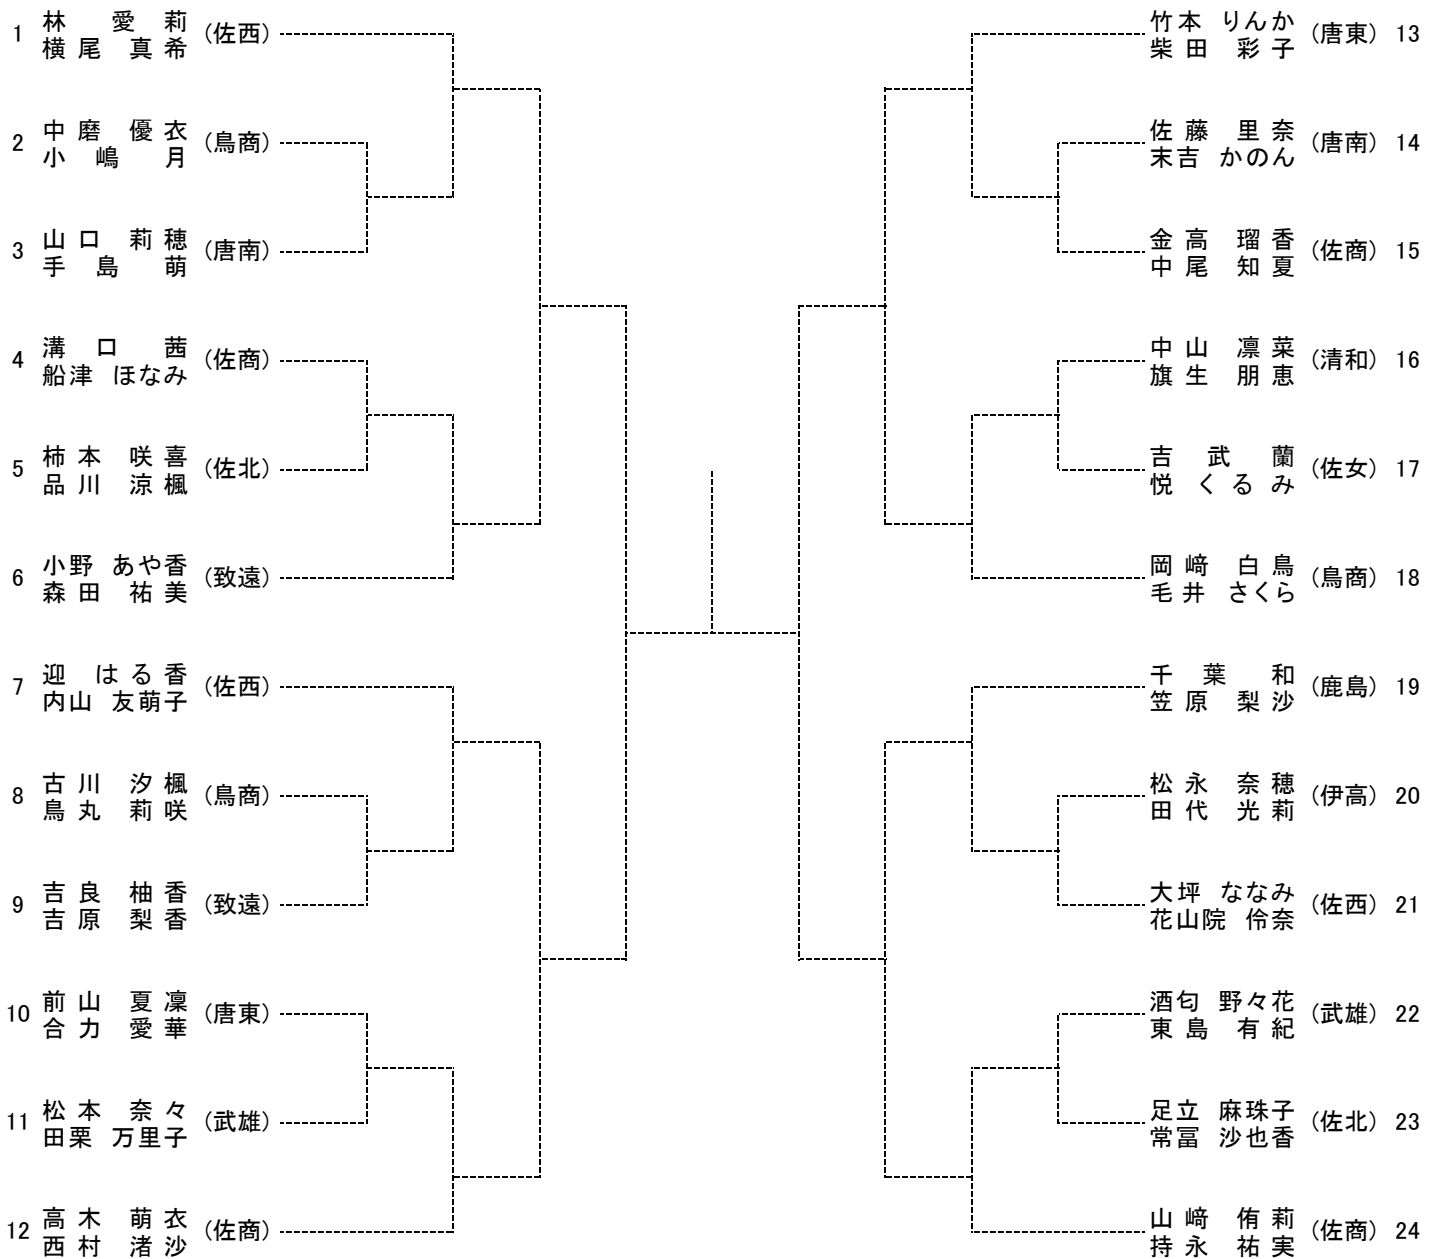 1 林 愛莉 (佐西)
横尾 真希
2 中磨 優衣 (鳥商)
小嶋 月
3 山口 莉穂 (唐南)
手島 萌
4 溝口 茜 (佐商)
船津 ほなみ
5 柿本 咲喜 (佐北)
品川 涼楓
6 小野 あや香 (致遠)
森田 祐美
7 迎 はる香 (佐西)
内山 友萌子
8 古川 汐楓 (鳥商)
鳥丸 莉咲
9 吉良 柚香 (致遠)
吉原 梨香
10 前山 夏凜 (唐東)
合力 愛華
11 松本 奈々 (武雄)
田栗 万里子
12 高木 萌衣 (佐商)
西村 渚沙
竹本 りんか (唐東) 13
柴田 彩子
佐藤 里奈 (唐南) 14
末吉 かのん
金高 瑠香 (佐商) 15
中尾 知夏
中山 凛菜 (清和) 16
旗生 朋恵
吉武 蘭 (佐女) 17
悦 くるみ
岡﨑 白鳥 (鳥商) 18
毛井 さくら
千葉 和 (鹿島) 19
笠原 梨沙
松永 奈穂 (伊高) 20
田代 光莉
大坪 ななみ (佐西) 21
花山院 伶奈
酒匂 野々花 (武雄) 22
東島 有紀
足立 麻珠子 (佐北) 23
常冨 沙也香
山﨑 侑莉 (佐商) 24
持永 祐実